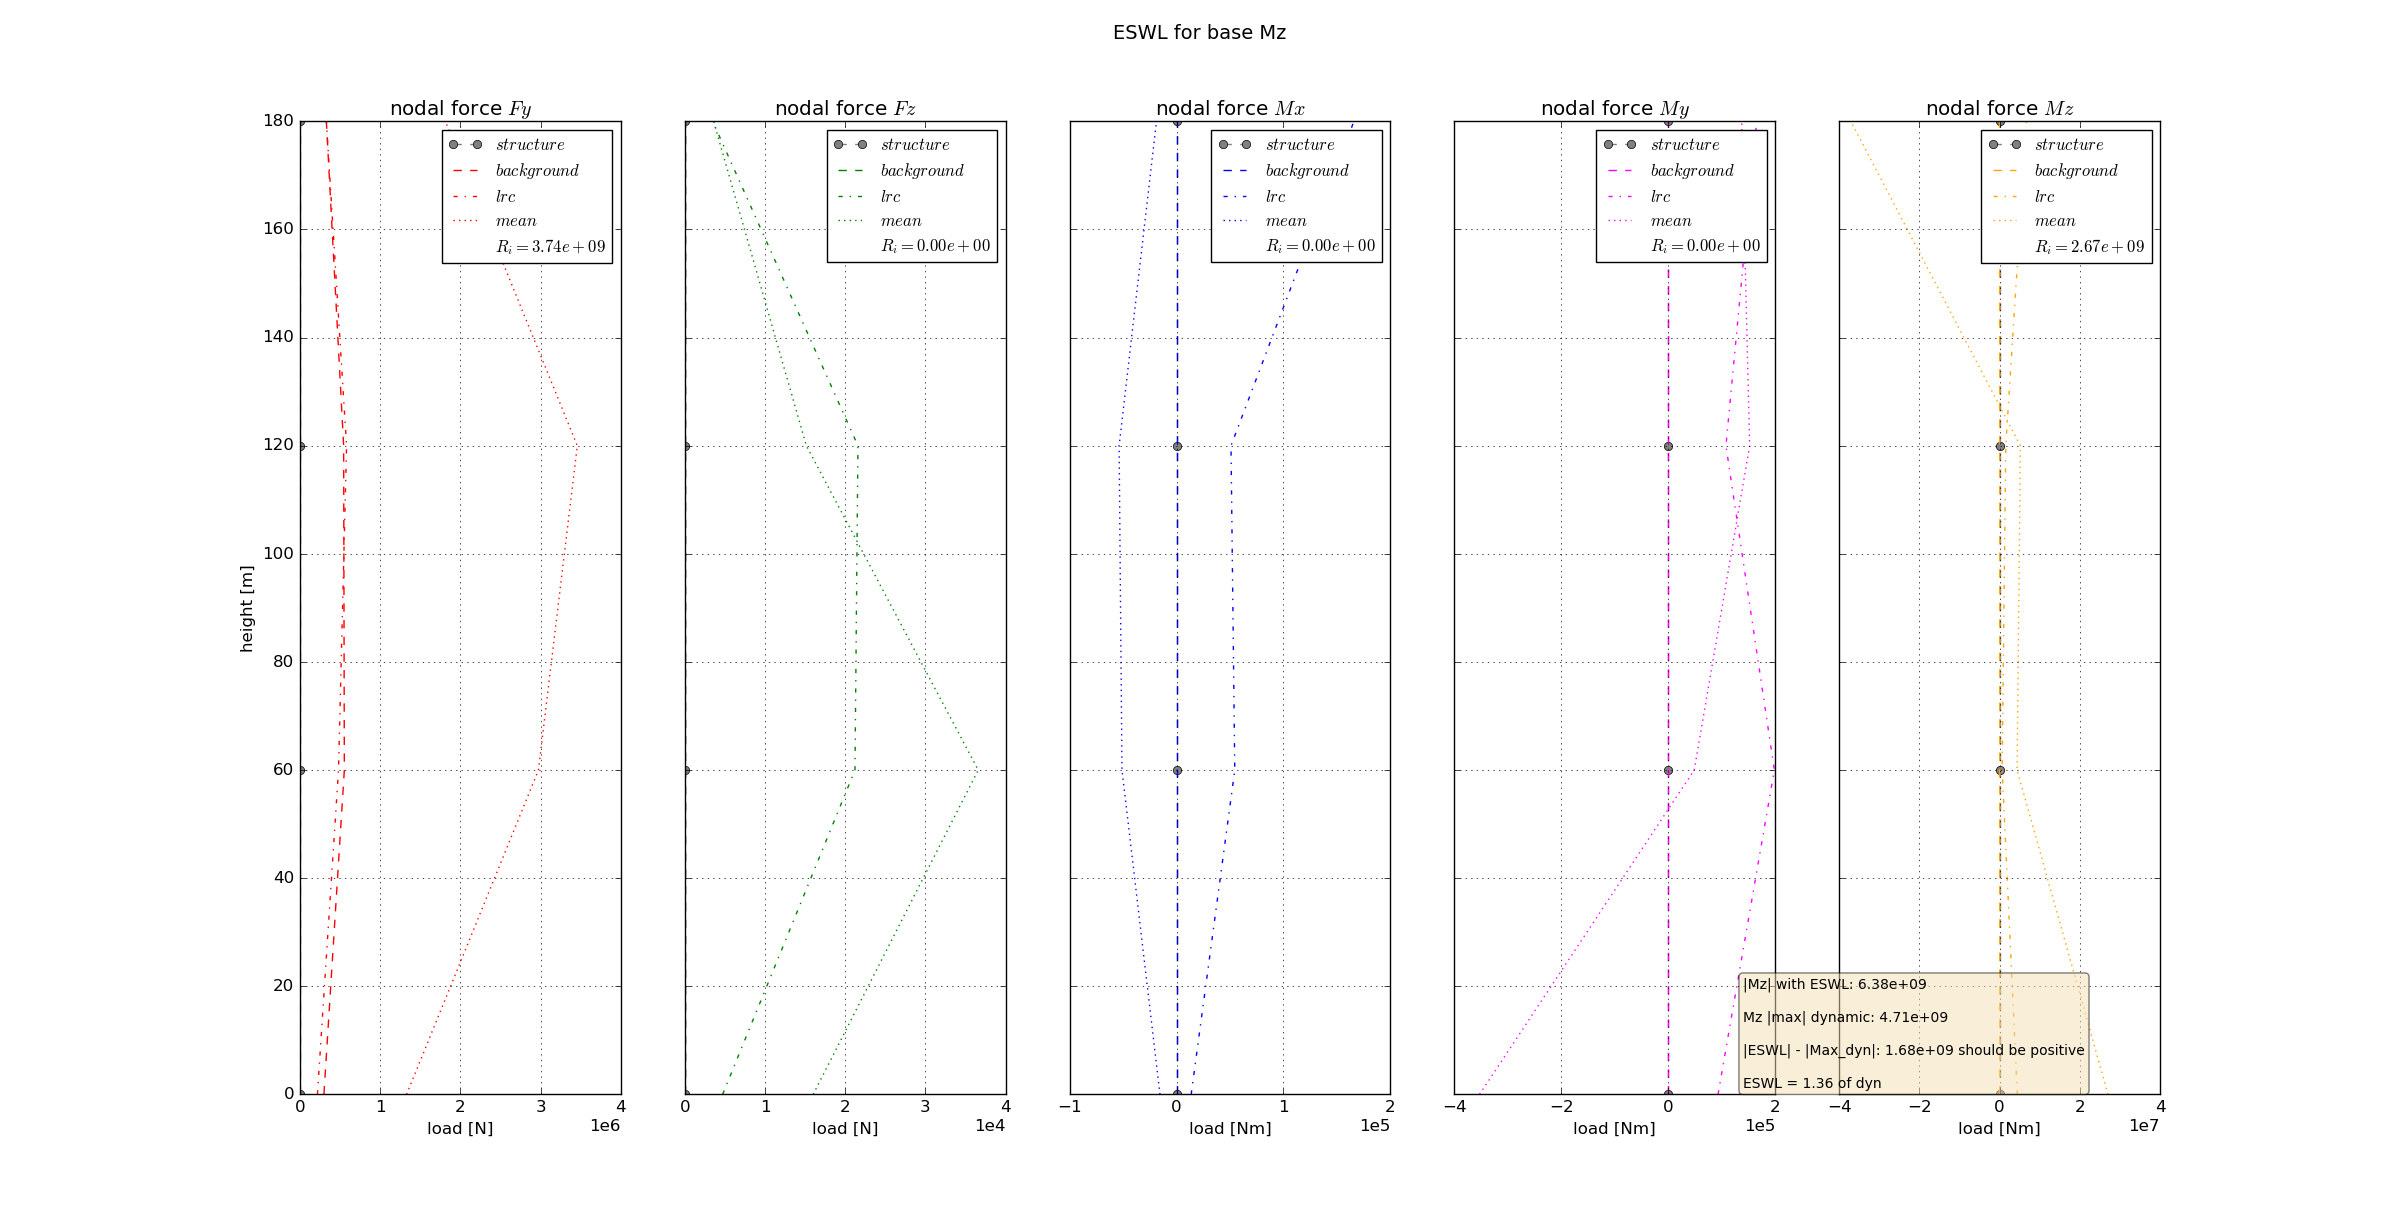 ESWL for base Mz
nodal force Fy
180
160
140
120
100
80
60
40
20
0
height [m]
0 1 2 3 4
1e6
load [N]
structure
background
lrc
mean
R_i = 3.74e + 09
nodal force Fz
structure
background
lrc
mean
R_i = 0.00e + 00
0 1 2 3 4
1e4
load [N]
nodal force Mx
structure
background
lrc
mean
R_i = 0.00e + 00
−1 0 1 2
1e5
load [Nm]
nodal force My
structure
background
lrc
mean
R_i = 0.00e + 00
−4 −2 0 2
1e5
load [Nm]
nodal force Mz
structure
background
lrc
mean
R_i = 2.67e + 09
|Mz| with ESWL: 6.38e+09
Mz |max| dynamic: 4.71e+09
|ESWL| - |Max_dyn|: 1.68e+09 should be positive
ESWL = 1.36 of dyn
−4 −2 0 2 4
1e7
load [Nm]